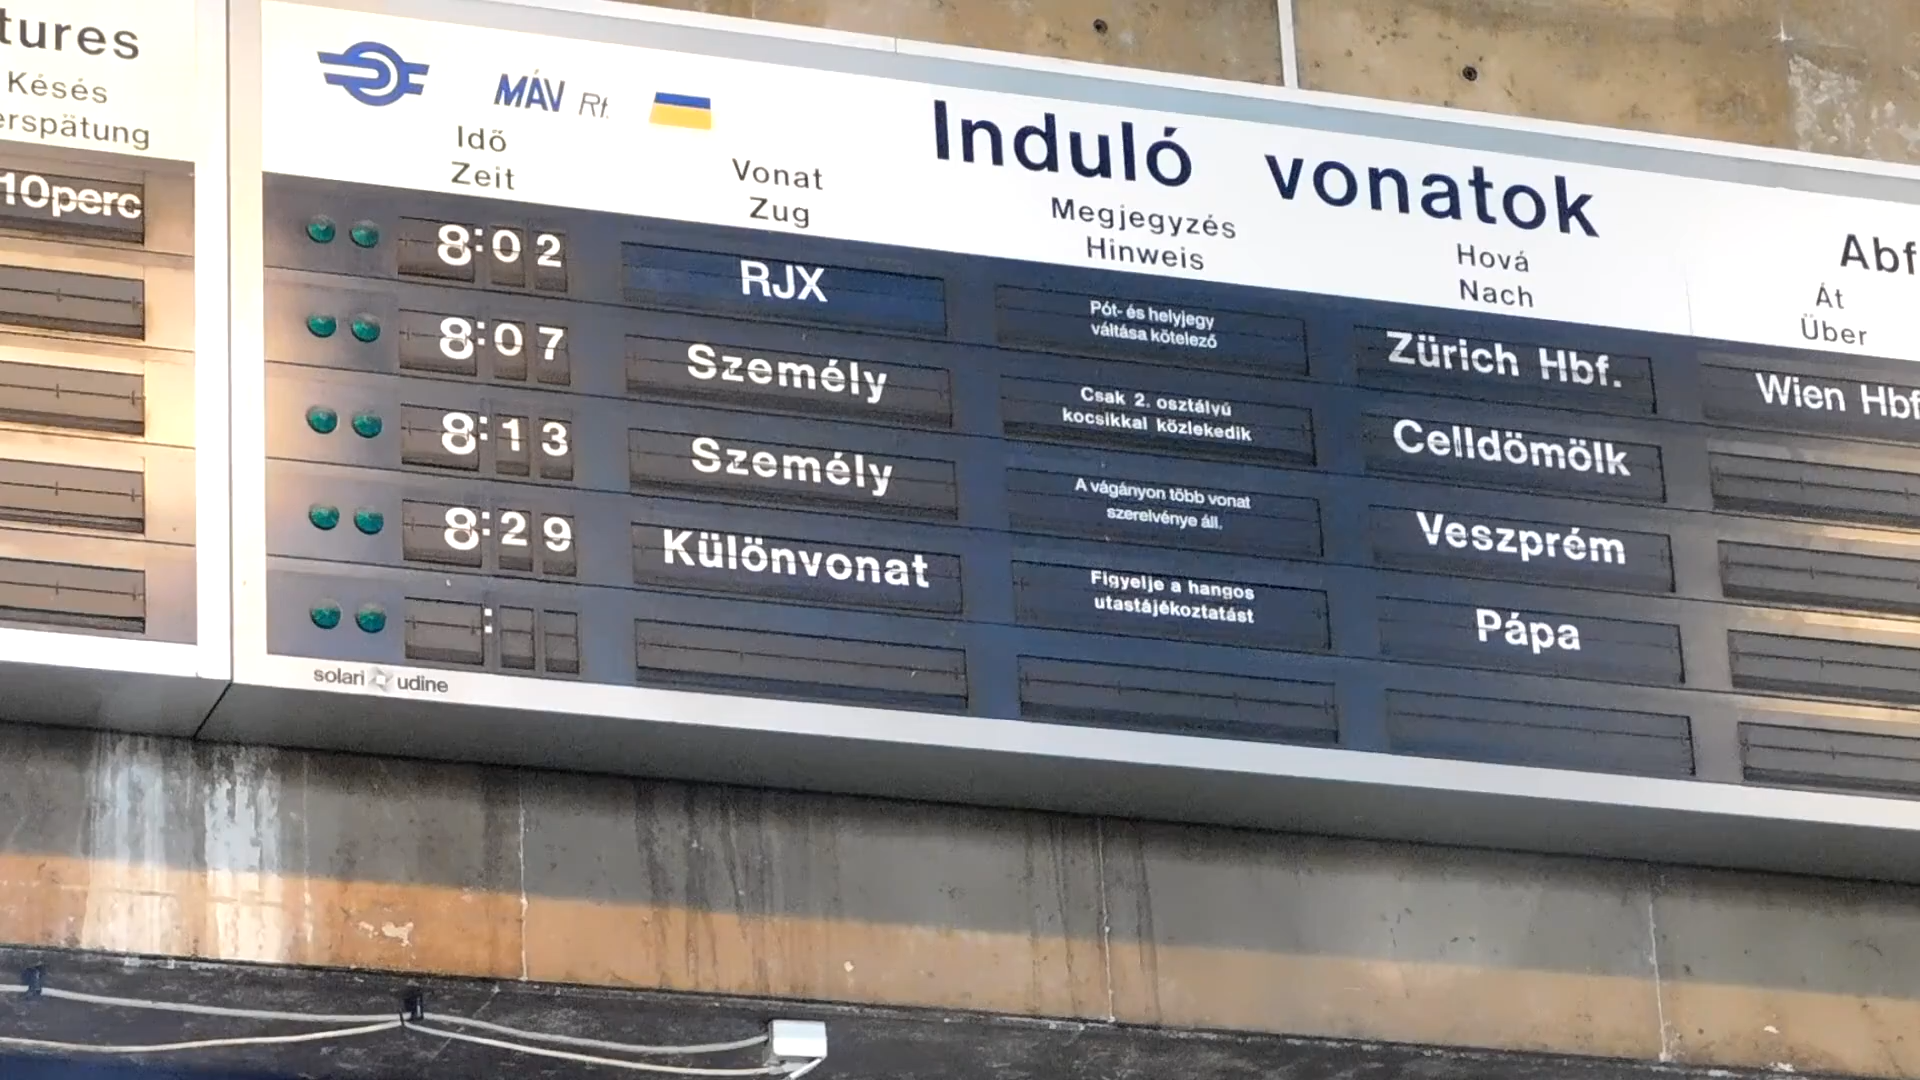 tures
Késés
erspätung
10perc
MÁV Rt.
Induló vonatok
Abf
Idő
Zeit
Vonat
Zug
Megjegyzés
Hinweis
Hová
Nach
Át
Über
8:02 RJX Pót- és helyjegy
váltása kötelező
Zürich Hbf. Wien Hbf
8:07 Személy Csak 2. osztályú
kocsikkal közlekedik
Celldömölk
8:13 Személy A vágányon több vonat
szerelvénye áll.
Veszprém
8:29 Különvonat Figyelje a hangos
utastájékoztatást
Pápa
:
solari udine